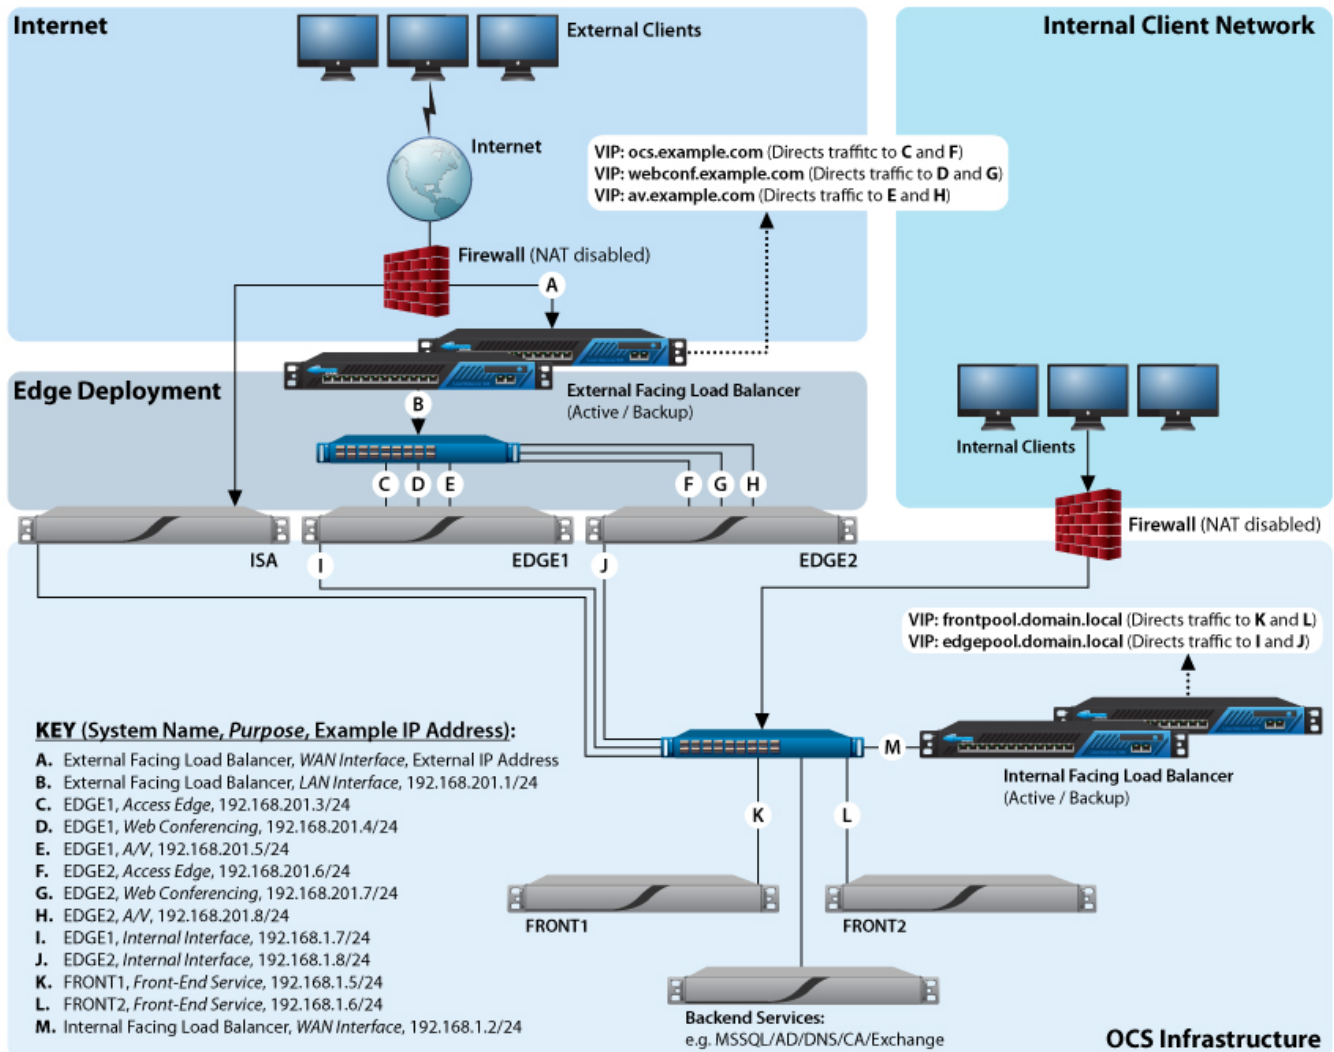 Internet
External Clients
Internal Client Network
Internet
VIP: ocs.example.com (Directs traffitc to C and F)
VIP: webconf.example.com (Directs traffic to D and G)
VIP: av.example.com (Directs traffic to E and H)
Firewall (NAT disabled)
A
Edge Deployment
External Facing Load Balancer
(Active / Backup)
B
C
D
E
F
G
H
Internal Clients
Firewall (NAT disabled)
ISA
EDGE1
EDGE2
I
J
VIP: frontpool.domain.local (Directs traffic to K and L)
VIP: edgepool.domain.local (Directs traffic to I and J)
M
Internal Facing Load Balancer
(Active / Backup)
K
L
FRONT1
FRONT2
Backend Services:
e.g. MSSQL/AD/DNS/CA/Exchange
OCS Infrastructure
KEY (System Name, Purpose, Example IP Address):
A. External Facing Load Balancer, WAN Interface, External IP Address
B. External Facing Load Balancer, LAN Interface, 192.168.201.1/24
C. EDGE1, Access Edge, 192.168.201.3/24
D. EDGE1, Web Conferencing, 192.168.201.4/24
E. EDGE1, A/V, 192.168.201.5/24
F. EDGE2, Access Edge, 192.168.201.6/24
G. EDGE2, Web Conferencing, 192.168.201.7/24
H. EDGE2, A/V, 192.168.201.8/24
I. EDGE1, Internal Interface, 192.168.1.7/24
J. EDGE2, Internal Interface, 192.168.1.8/24
K. FRONT1, Front-End Service, 192.168.1.5/24
L. FRONT2, Front-End Service, 192.168.1.6/24
M. Internal Facing Load Balancer, WAN Interface, 192.168.1.2/24